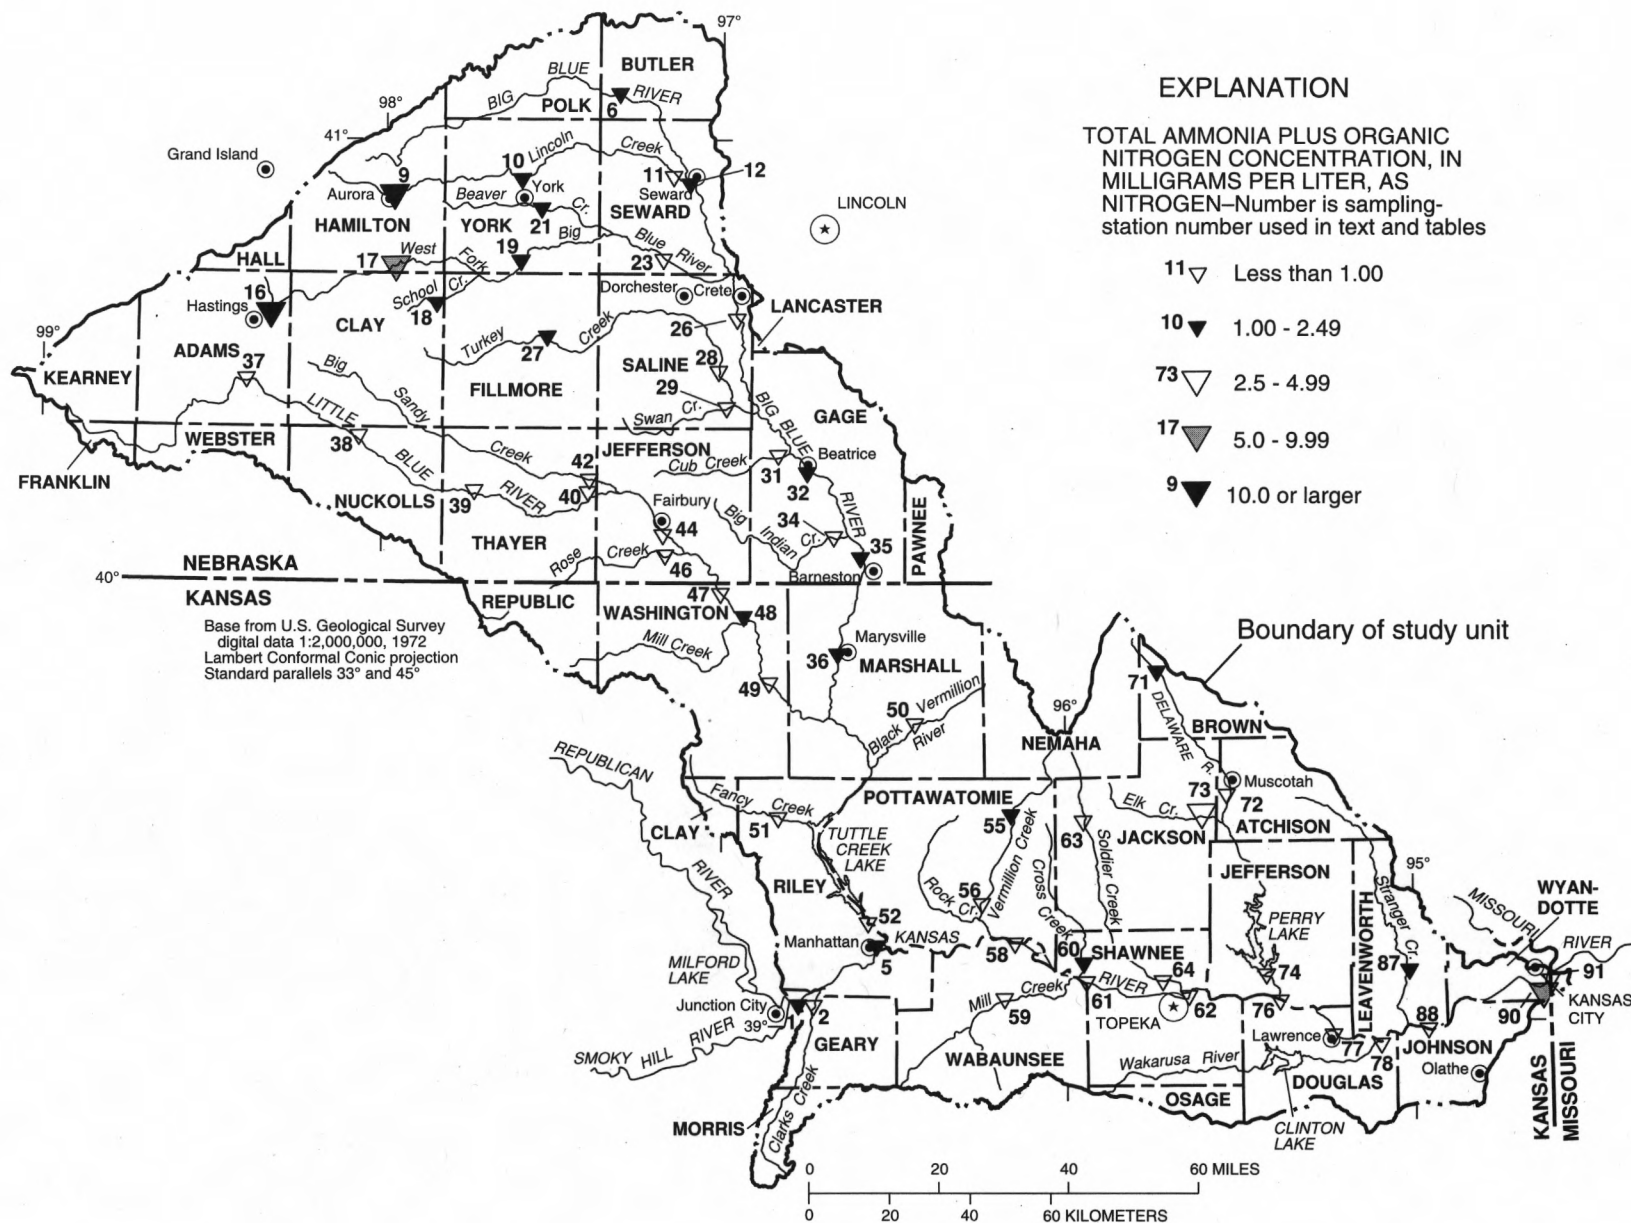 97°
BUTLER
BLUE
BIG
POLK
RIVER
6
98°
41°
Grand Island
Lincoln
Creek
9
10
11
12
Aurora
Beaver
York
Cr.
Seward
HAMILTON
YORK
21
SEWARD
LINCOLN
17
West
Fork
19
Big
Blue
River
23
HALL
16
Hastings
School
Cr.
18
Dorchester
Crete
CLAY
LANCASTER
26
99°
Turkey
Creek
27
ADAMS
37
Big
Sandy
SALINE
28
29
KEARNEY
FILLMORE
LITTLE
Swan
Cr.
BIG
BLUE
GAGE
WEBSTER
38
JEFFERSON
BLUE
Creek
42
Cub Creek
31
Beatrice
FRANKLIN
32
NUCKOLLS
39
RIVER
40
Fairbury
RIVER
Big
Indian
Cr.
34
44
PAWNEE
THAYER
Rose
Creek
46
35
Barneston
NEBRASKA
40°
KANSAS
REPUBLIC
WASHINGTON
47
48
Base from U.S. Geological Survey
digital data 1:2,000,000, 1972
Lambert Conformal Conic projection
Standard parallels 33° and 45°
Mill Creek
36
Marysville
MARSHALL
49
50
Black
Vermillion
River
EXPLANATION
TOTAL AMMONIA PLUS ORGANIC
NITROGEN CONCENTRATION, IN
MILLIGRAMS PER LITER, AS
NITROGEN–Number is sampling-
station number used in text and tables
11 Less than 1.00
10 1.00 - 2.49
73 2.5 - 4.99
17 5.0 - 9.99
9 10.0 or larger
Boundary of study unit
71
DELAWARE
R.
96°
BROWN
NEMAHA
REPUBLICAN
RIVER
Fancy
Creek
51
CLAY
POTTAWATOMIE
55
Vermillion Creek
63
Elk
Cr.
73
Muscotah
72
JACKSON
ATCHISON
TUTTLE
CREEK
LAKE
RILEY
Cross Creek
Soldier Creek
JEFFERSON
Stranger
Cr.
95°
Rock
Cr.
56
52
Manhattan
KANSAS
5
58
60
SHAWNEE
PERRY
LAKE
LEAVENWORTH
MISSOURI
RIVER
WYAN-
DOTTE
MILFORD
LAKE
Junction City
39°
1
2
Mill
Creek
59
61
RIVER
64
62
TOPEKA
74
76
87
88
91
90
KANSAS
CITY
SMOKY HILL RIVER
GEARY
WABAUNSEE
Wakarusa River
Lawrence
77
78
JOHNSON
Olathe
DOUGLAS
OSAGE
MORRIS
Clarks Creek
CLINTON
LAKE
KANSAS
MISSOURI
0 20 40 60 MILES
0 20 40 60 KILOMETERS